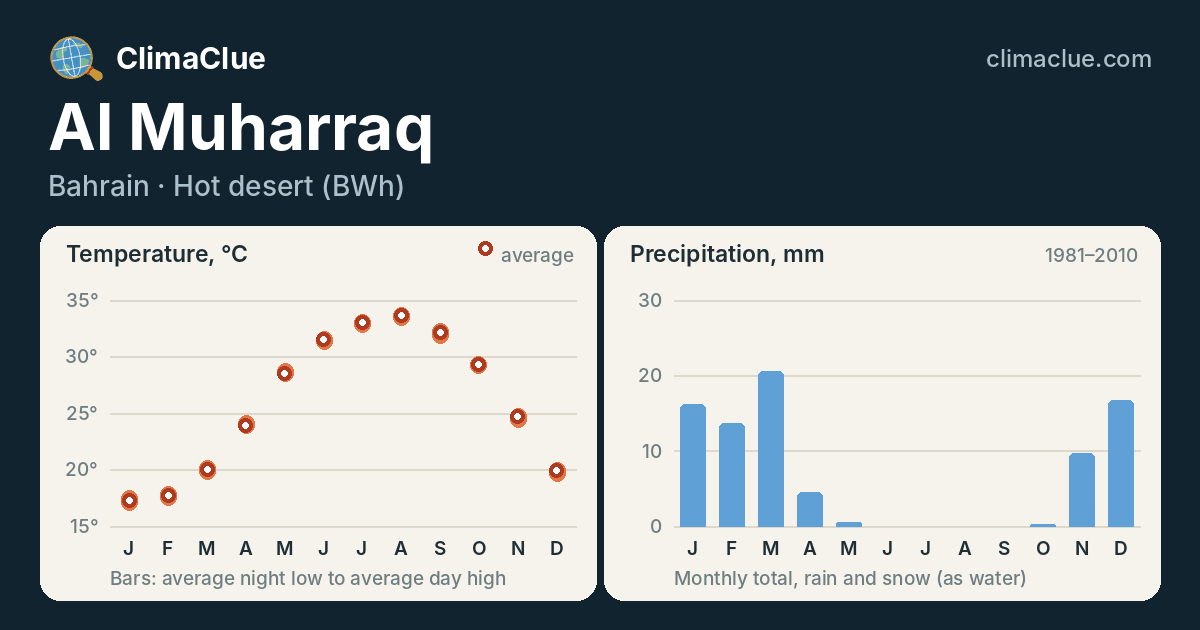 ClimaClue
climaclue.com
Al Muharraq
Bahrain · Hot desert (BWh)
Temperature, °C
average
35°
30°
25°
20°
15°
J F M A M J J A S O N D
Bars: average night low to average day high
Precipitation, mm
1981–2010
30
20
10
0
J F M A M J J A S O N D
Monthly total, rain and snow (as water)